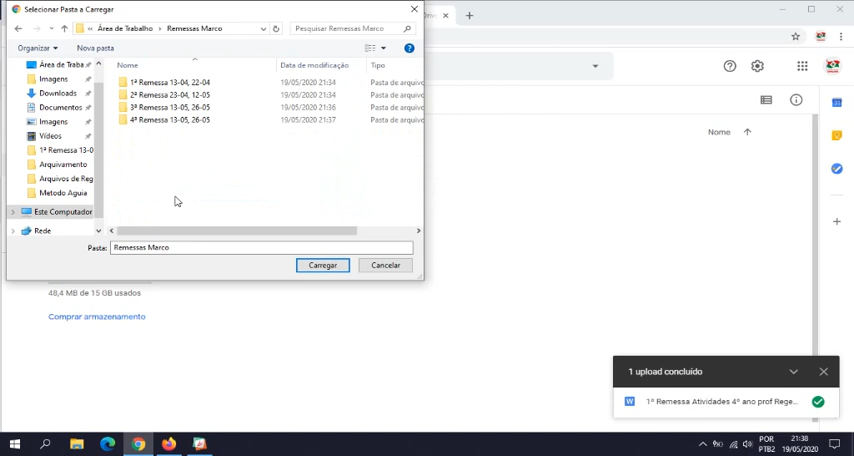 Selecionar Pasta a Carregar
« Área de Trabalho > Remessas Marco
Pesquisar Remessas Marco
Organizar
Nova pasta
Área de Traba
Imagens
Downloads
Documentos
Imagens
Vídeos
1ª Remessa 13-0
Arquivamento
Arquivos de Reg
Metodo Aguia
Este Computador
Rede
Nome
Data de modificação
Tipo
1ª Remessa 13-04, 22-04
19/05/2020 21:34
Pasta de arquivo
2ª Remessa 23-04, 12-05
19/05/2020 21:34
Pasta de arquivo
3ª Remessa 13-05, 26-05
19/05/2020 21:36
Pasta de arquivo
4ª Remessa 13-05, 26-05
19/05/2020 21:37
Pasta de arquivo
Pasta:
Remessas Marco
Carregar
Cancelar
Nome
48,4 MB de 15 GB usados
Comprar armazenamento
1 upload concluído
W
1ª Remessa Atividades 4º ano prof Rege...
POR
PTB2
21:38
19/05/2020